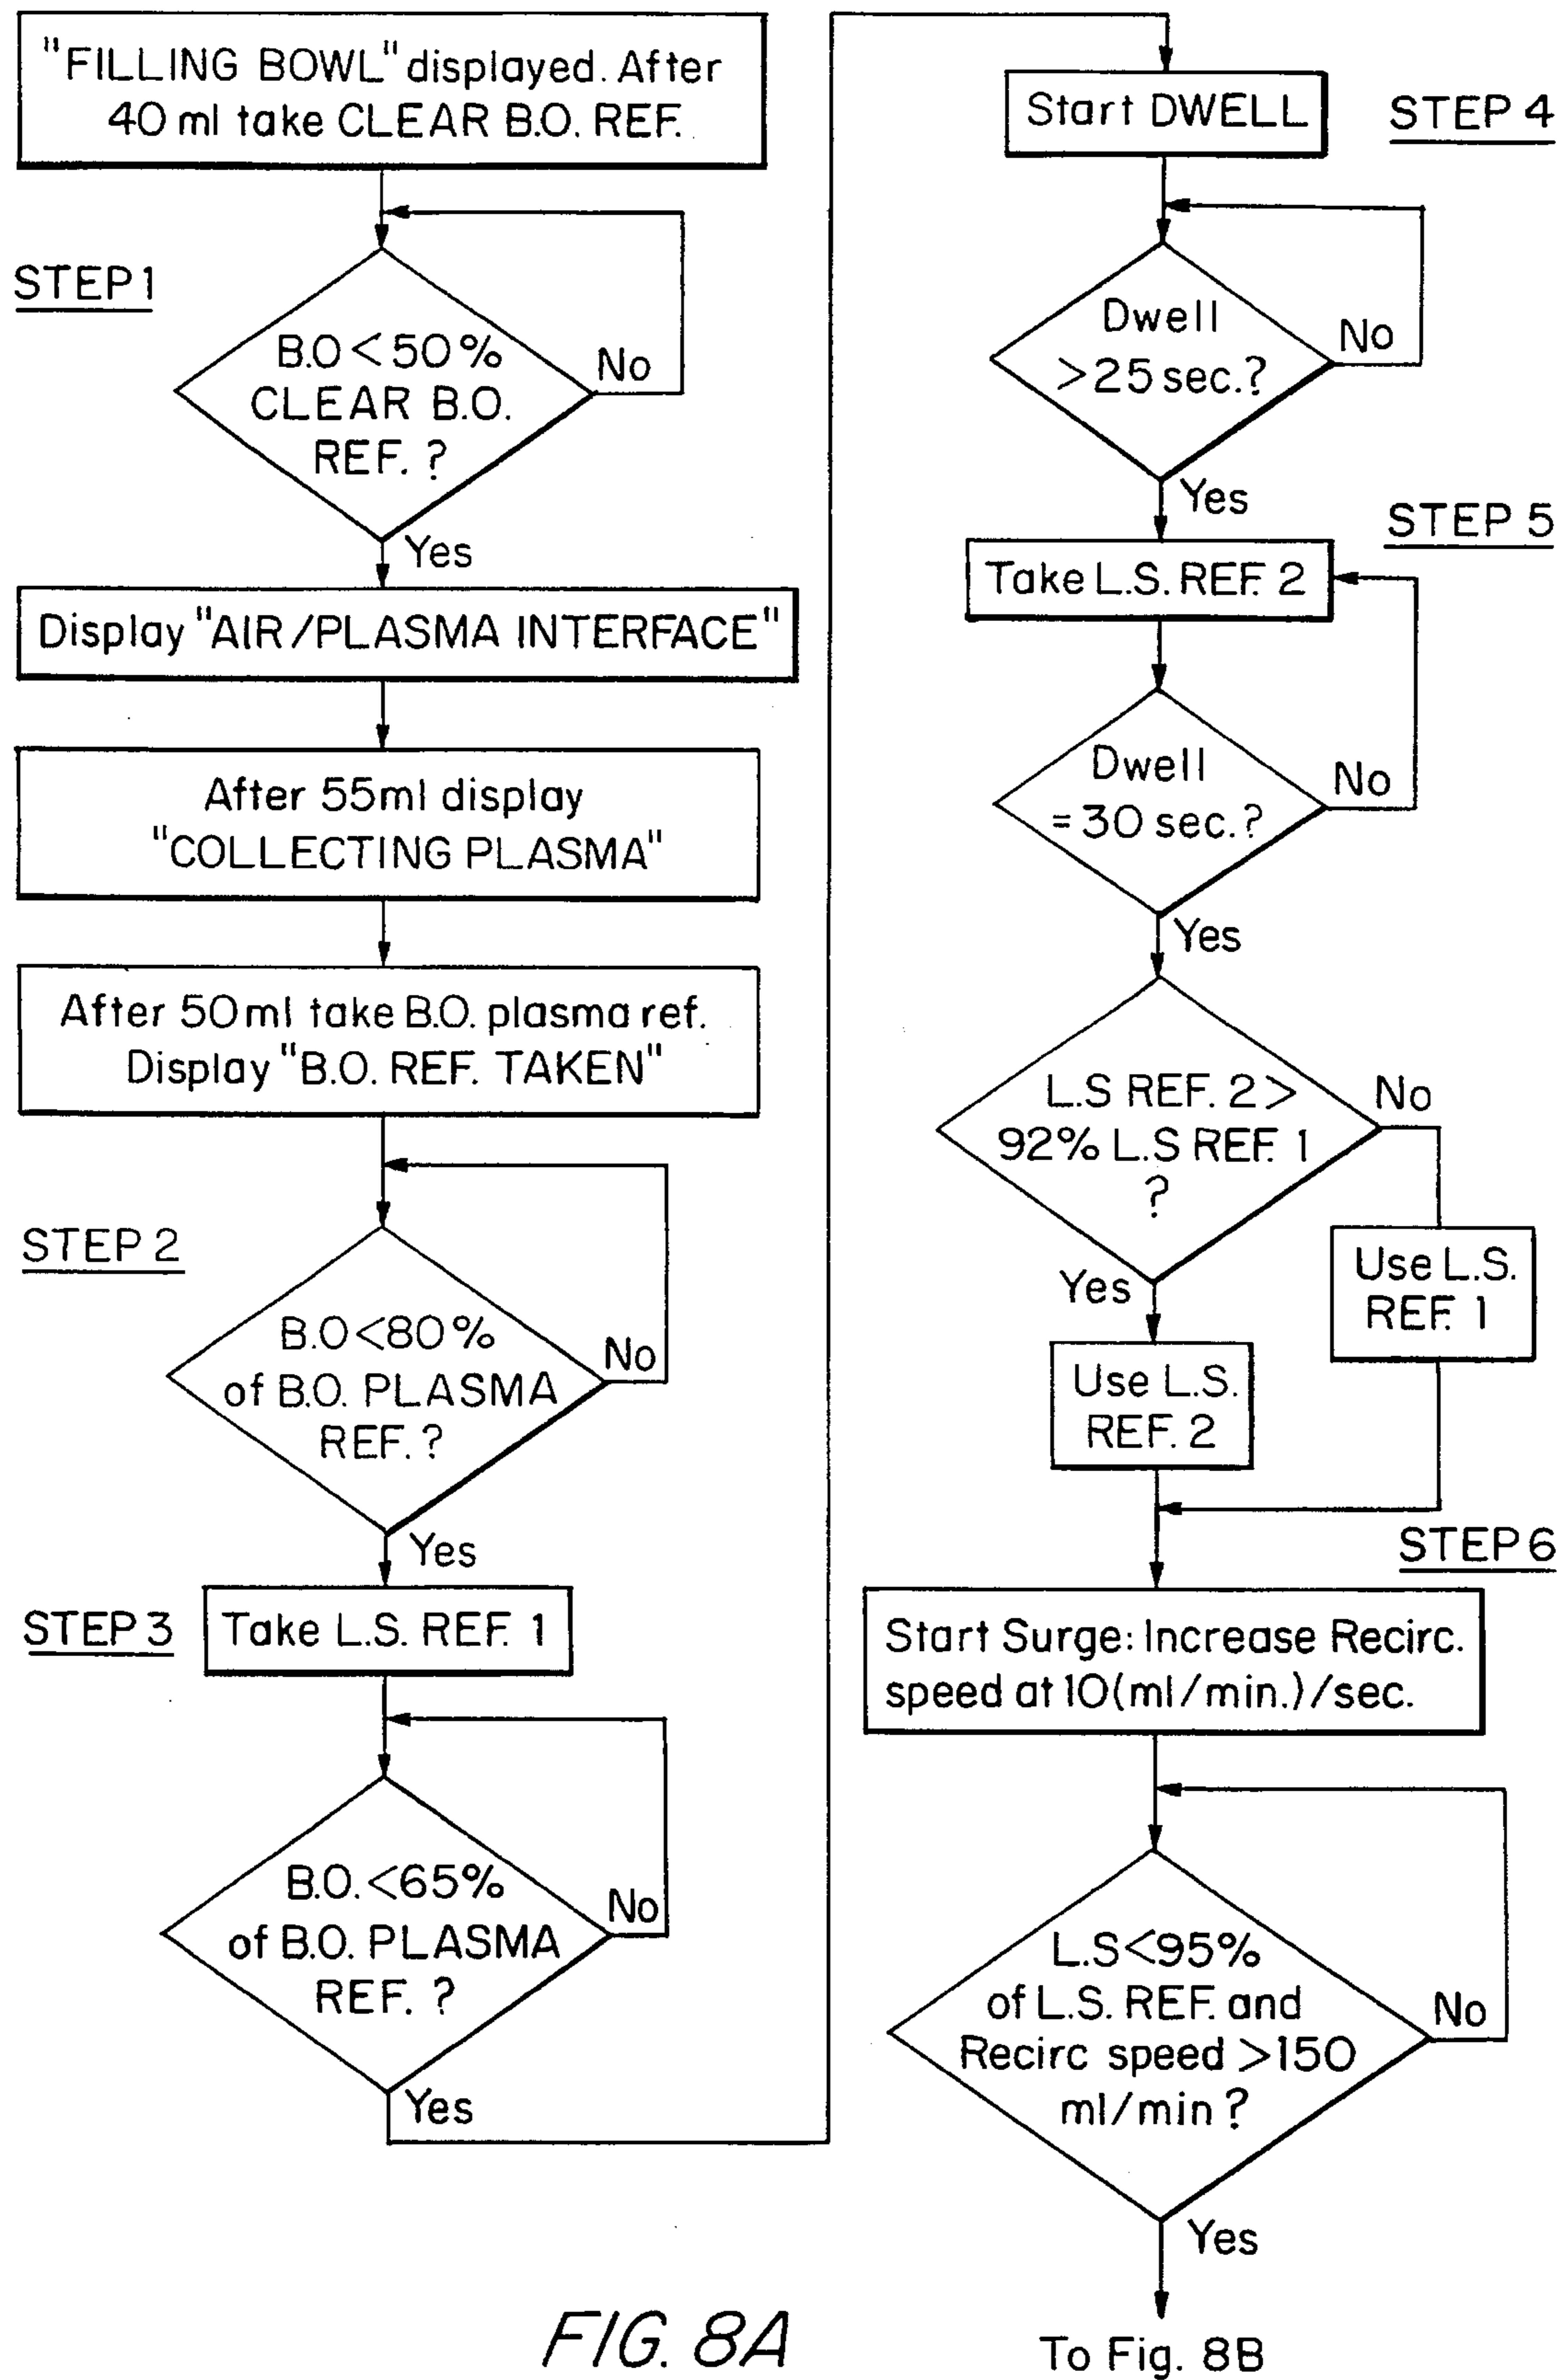 "FILLING BOWL" displayed. After
40 ml take CLEAR B.O. REF.
STEP 1
B.O < 50%
CLEAR B.O.
REF. ?
No
Yes
Display "AIR/PLASMA INTERFACE"
After 55ml display
"COLLECTING PLASMA"
After 50ml take B.O. plasma ref.
Display "B.O. REF. TAKEN"
STEP 2
B.O<80%
of B.O. PLASMA
REF. ?
No
Yes
STEP 3
Take L.S. REF. 1
B.O.<65%
of B.O. PLASMA
REF. ?
No
Yes
Start DWELL
STEP 4
Dwell
>25 sec.?
No
Yes
STEP 5
Take L.S. REF. 2
Dwell
=30 sec.?
No
Yes
L.S REF. 2>
92% L.S REF. 1
?
No
Yes
Use L.S.
REF. 1
Use L.S.
REF. 2
STEP 6
Start Surge: Increase Recirc.
speed at 10(ml/min.)/sec.
L.S<95%
of L.S. REF. and
Recirc speed >150
ml/min ?
No
Yes
To Fig. 8B
FIG. 8A